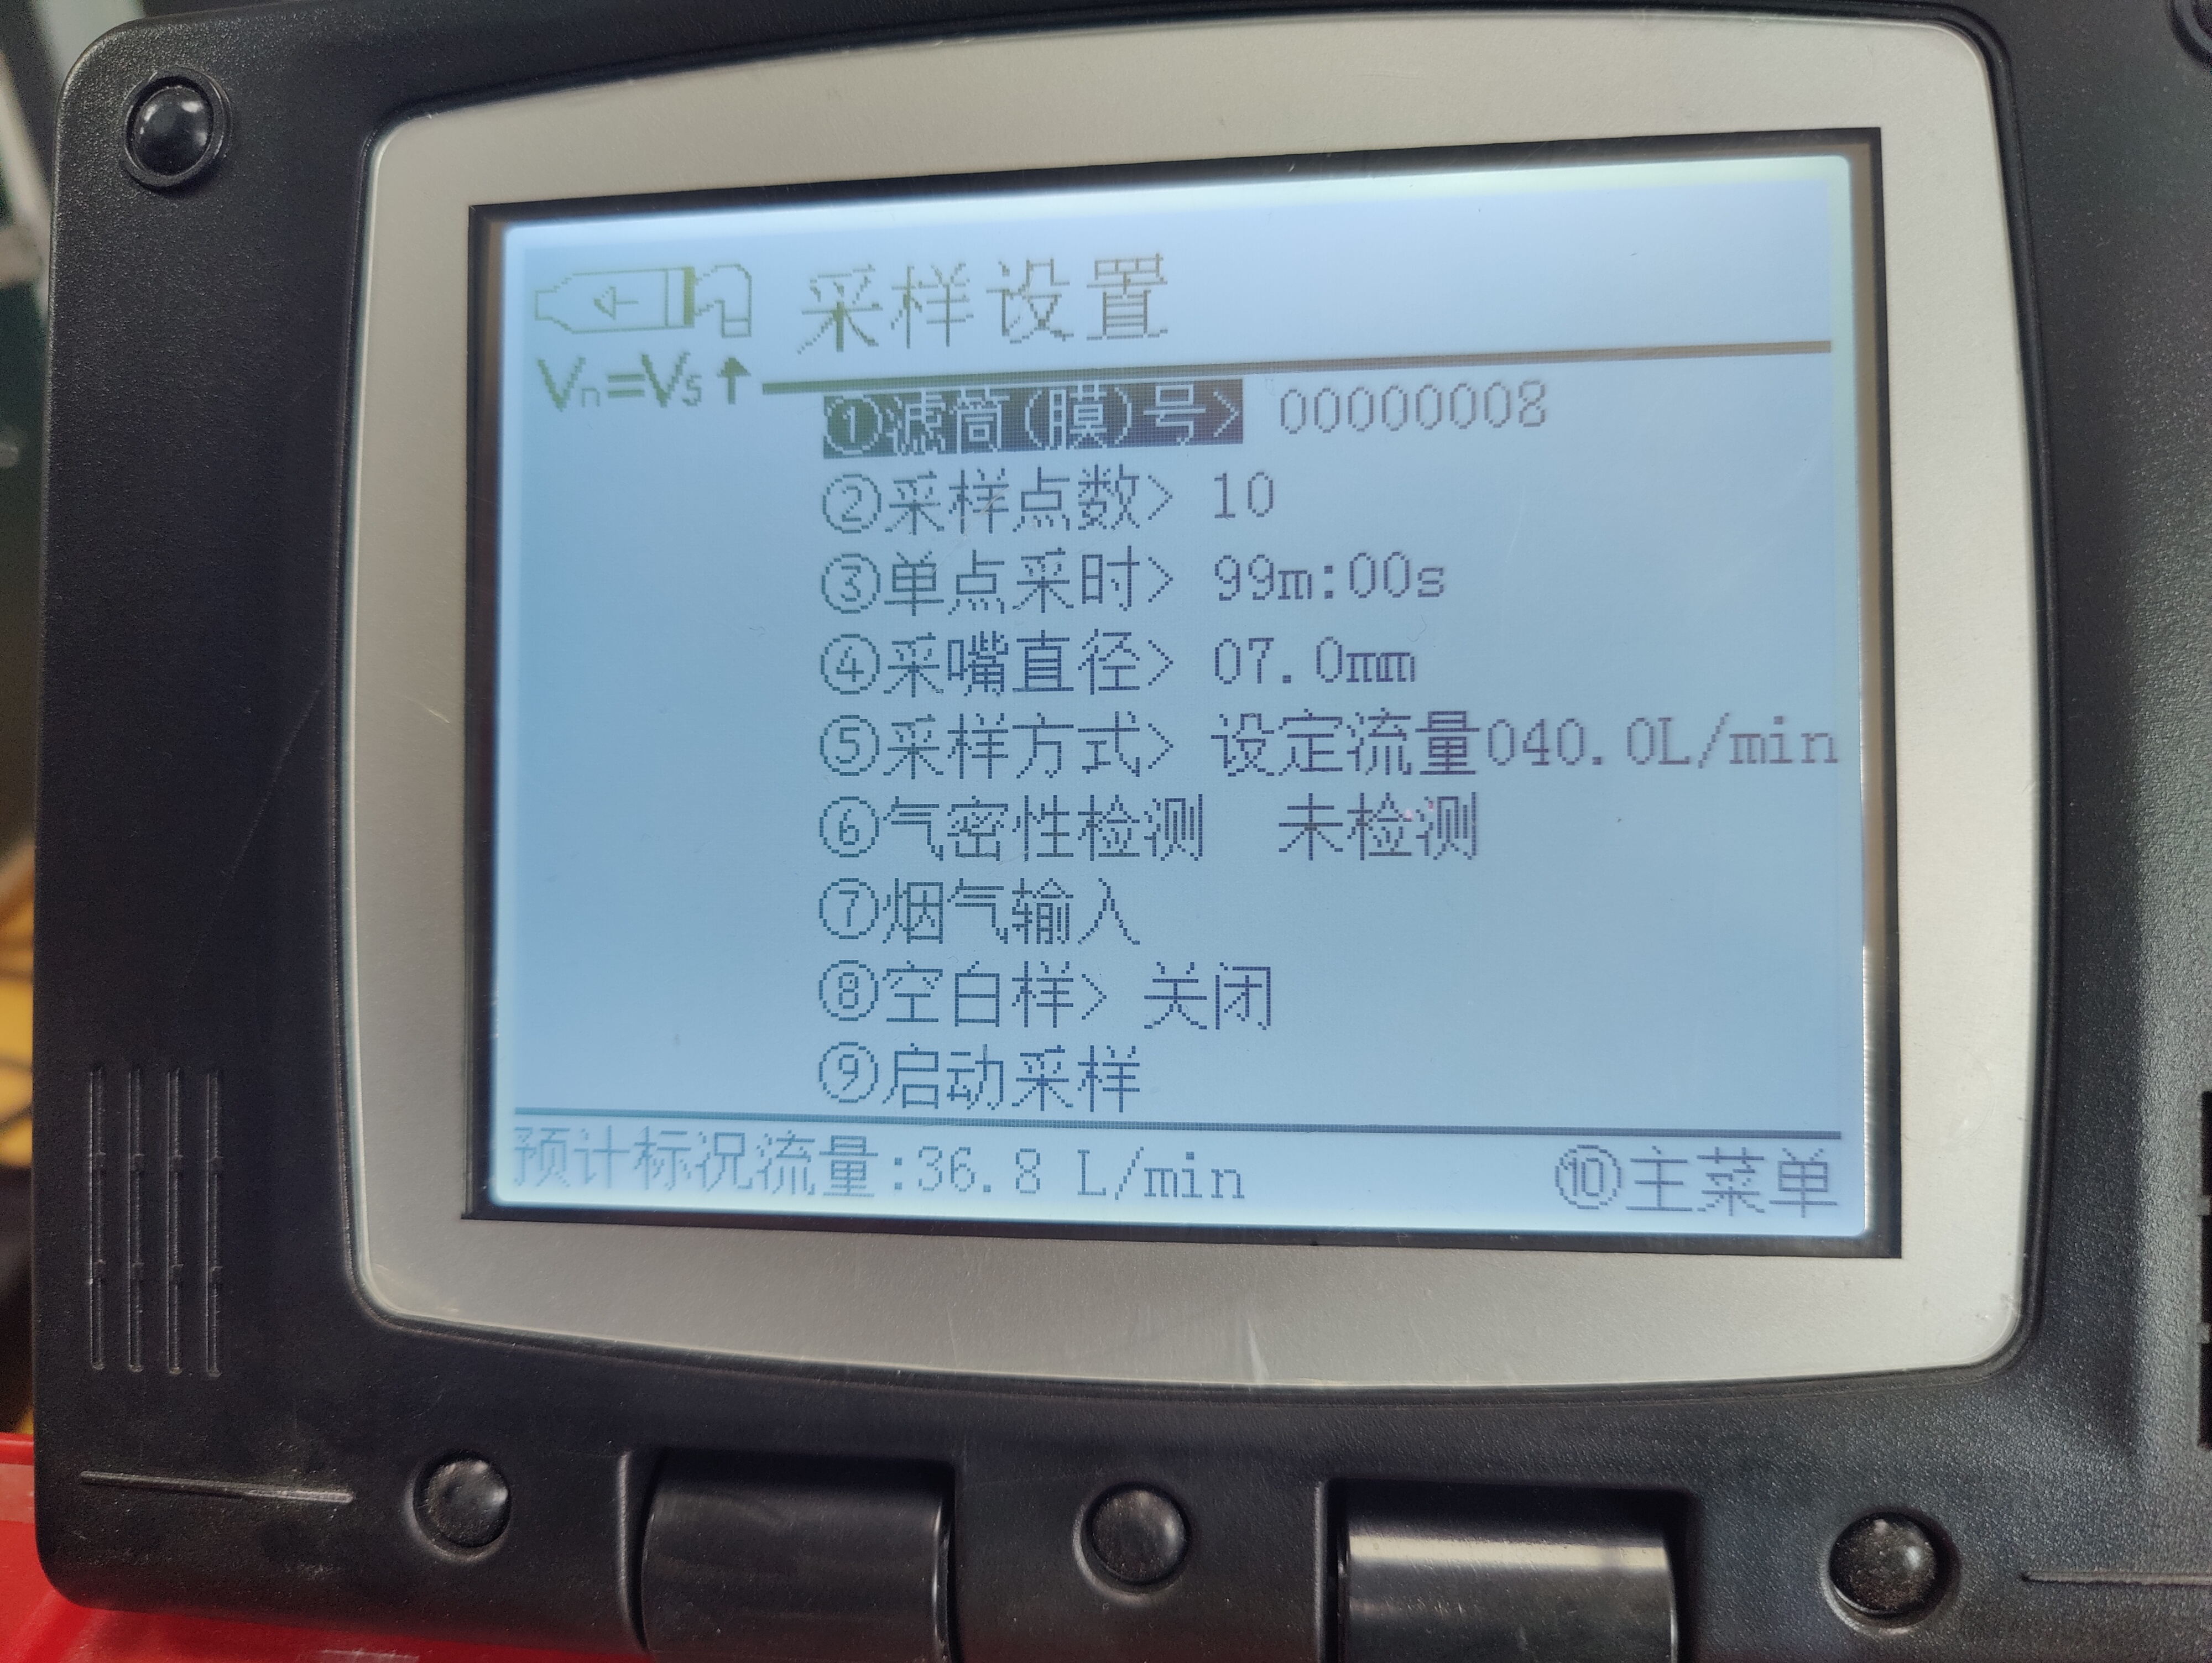 采样设置
Vn=Vs↑
①滤筒(膜)号> 00000008
②采样点数> 10
③单点采时> 99m:00s
④采嘴直径> 07.0mm
⑤采样方式> 设定流量040.0L/min
⑥气密性检测 未检测
⑦烟气输入
⑧空白样> 关闭
⑨启动采样
预计标况流量:36.8 L/min
⑩主菜单